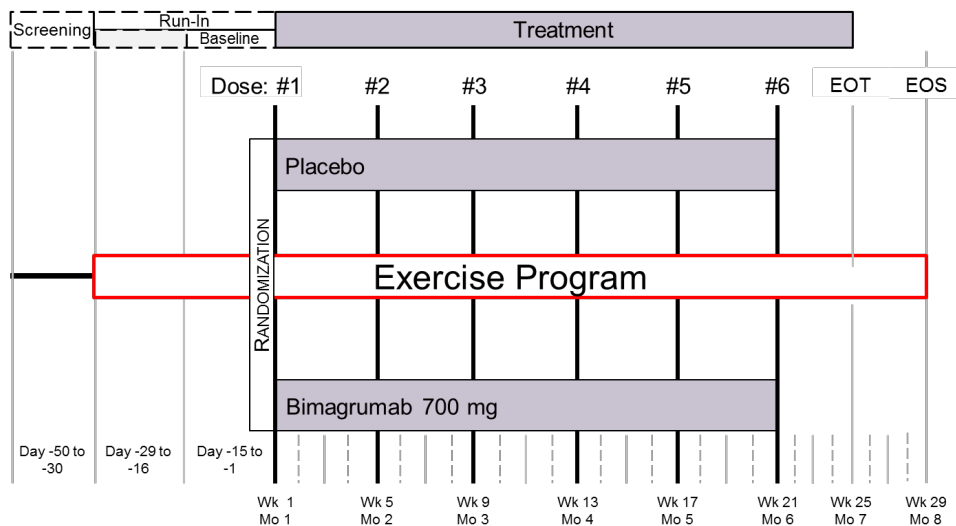 Screening
Run-In
Baseline
Treatment
Dose: #1 #2 #3 #4 #5 #6 EOT EOS
Placebo
RANDOMIZATION
Exercise Program
Bimagrumab 700 mg
Day -50 to
-30
Day -29 to
-16
Day -15 to
-1
Wk 1 Wk 5 Wk 9 Wk 13 Wk 17 Wk 21 Wk 25 Wk 29
Mo 1 Mo 2 Mo 3 Mo 4 Mo 5 Mo 6 Mo 7 Mo 8